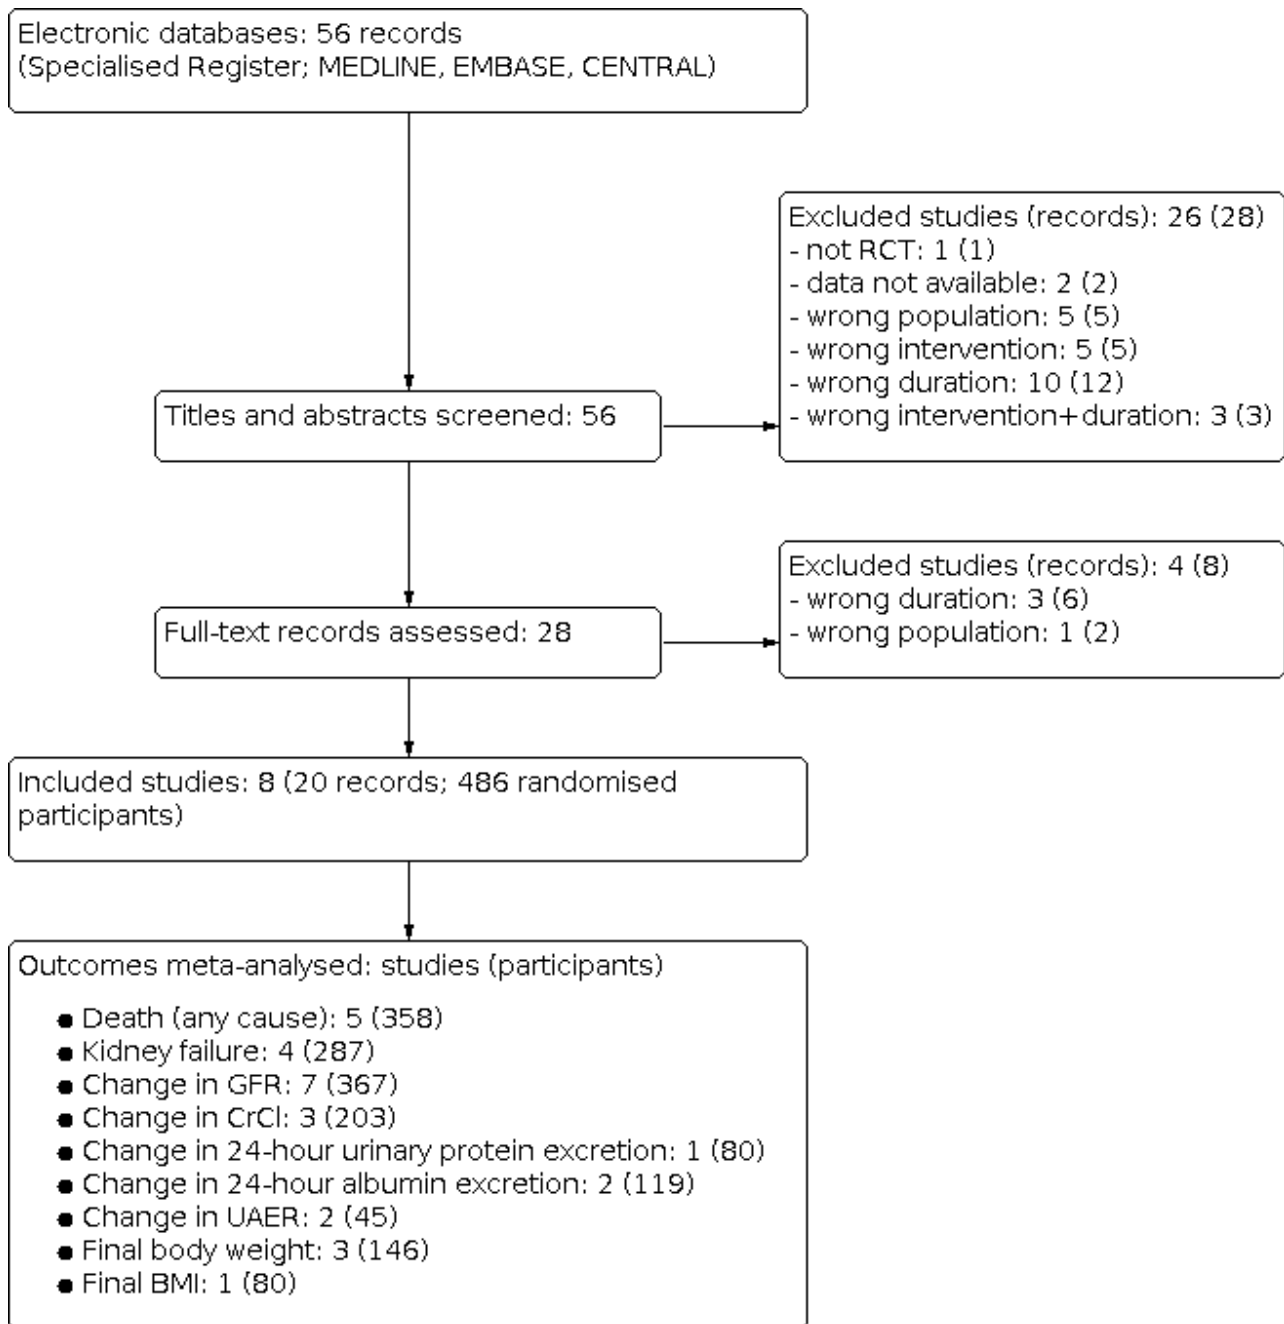 Electronic databases: 56 records
(Specialised Register; MEDLINE, EMBASE, CENTRAL)
Excluded studies (records): 26 (28)
- not RCT: 1 (1)
- data not available: 2 (2)
- wrong population: 5 (5)
- wrong intervention: 5 (5)
- wrong duration: 10 (12)
- wrong intervention+duration: 3 (3)
Titles and abstracts screened: 56
Excluded studies (records): 4 (8)
- wrong duration: 3 (6)
- wrong population: 1 (2)
Full-text records assessed: 28
Included studies: 8 (20 records; 486 randomised
participants)
Outcomes meta-analysed: studies (participants)
● Death (any cause): 5 (358)
● Kidney failure: 4 (287)
● Change in GFR: 7 (367)
● Change in CrCl: 3 (203)
● Change in 24-hour urinary protein excretion: 1 (80)
● Change in 24-hour albumin excretion: 2 (119)
● Change in UAER: 2 (45)
● Final body weight: 3 (146)
● Final BMI: 1 (80)